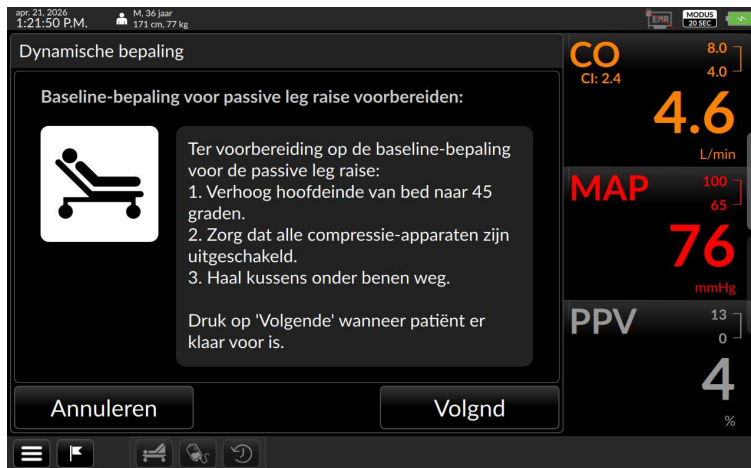 apr. 21, 2026
1:21:50 P.M.
M, 36 jaar
171 cm, 77 kg
EMR
MODUS
20 SEC
Dynamische bepaling
Baseline-bepaling voor passive leg raise voorbereiden:
Ter voorbereiding op de baseline-bepaling
voor de passive leg raise:
1. Verhoog hoofdeinde van bed naar 45
graden.
2. Zorg dat alle compressie-apparaten zijn
uitgeschakeld.
3. Haal kussens onder benen weg.
Druk op 'Volgende' wanneer patiënt er
klaar voor is.
Annuleren
Volgnd
CO
CI: 2.4
8.0
4.0
4.6
L/min
MAP
100
65
76
mmHg
PPV
13
0
4
%